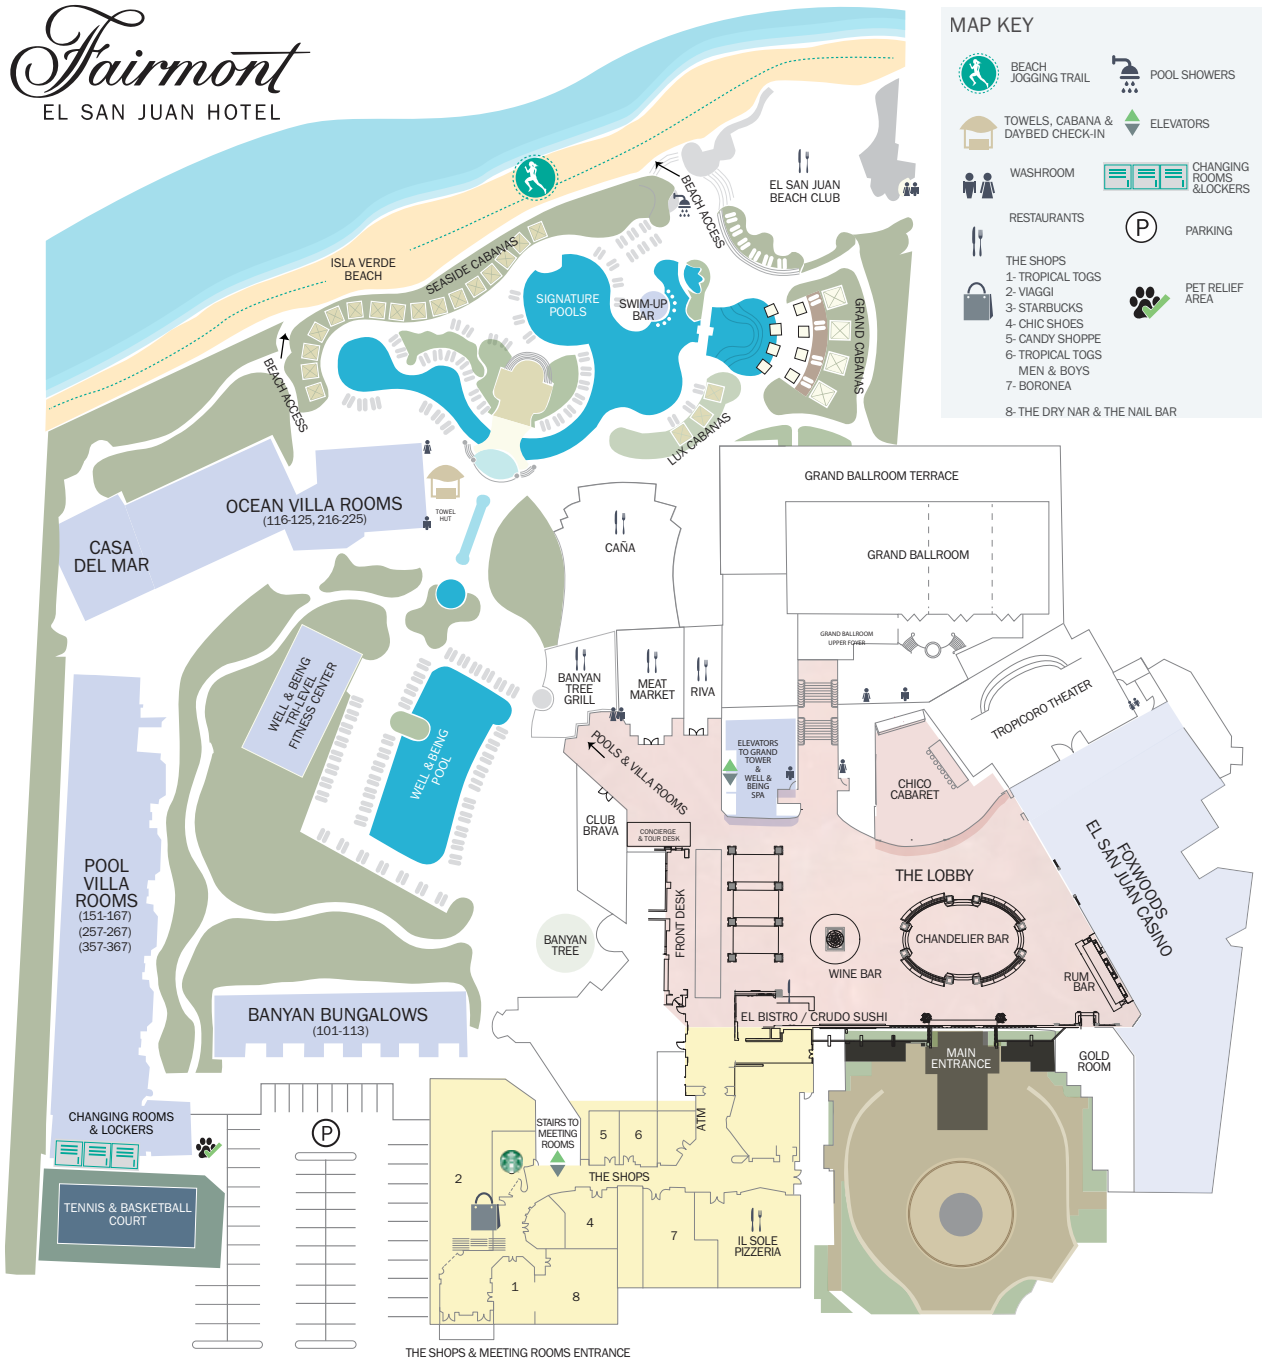 Fairmont
EL SAN JUAN HOTEL
MAP KEY
BEACH
JOGGING TRAIL
POOL SHOWERS
TOWELS, CABANA &
DAYBED CHECK-IN
ELEVATORS
WASHROOM
CHANGING
ROOMS
&LOCKERS
RESTAURANTS
P
PARKING
THE SHOPS
1- TROPICAL TOGS
2- VIAGGI
3- STARBUCKS
4- CHIC SHOES
5- CANDY SHOPPE
6- TROPICAL TOGS
MEN & BOYS
7- BORONEA
8- THE DRY NAR & THE NAIL BAR
PET RELIEF
AREA
EL SAN JUAN
BEACH CLUB
BEACH ACCESS
ISLA VERDE
BEACH
SEASIDE CABANAS
SIGNATURE
POOLS
SWIM-UP
BAR
GRAND CABANAS
BEACH ACCESS
LUX CABANAS
OCEAN VILLA ROOMS
(116-125, 216-225)
TOWEL
HUT
CASA
DEL MAR
CAÑA
GRAND BALLROOM TERRACE
GRAND BALLROOM
GRAND BALLROOM
UPPER FOYER
WELL & BEING
TRI-LEVEL
FITNESS CENTER
BANYAN
TREE
GRILL
MEAT
MARKET
RIVA
TROPICORO THEATER
WELL & BEING
POOL
POOLS & VILLA ROOMS
ELEVATORS
TO GRAND
TOWER
&
WELL &
BEING
SPA
CHICO
CABARET
CLUB
BRAVA
CONCIERGE
& TOUR DESK
FOXWOODS
EL SAN JUAN CASINO
POOL
VILLA
ROOMS
(151-167)
(257-267)
(357-367)
THE LOBBY
FRONT DESK
BANYAN
TREE
CHANDELIER BAR
WINE BAR
RUM
BAR
BANYAN BUNGALOWS
(101-113)
EL BISTRO / CRUDO SUSHI
MAIN
ENTRANCE
GOLD
ROOM
CHANGING ROOMS
& LOCKERS
P
STAIRS TO
MEETING
ROOMS
5
6
ATM
2
THE SHOPS
TENNIS & BASKETBALL
COURT
4
7
IL SOLE
PIZZERIA
1
8
THE SHOPS & MEETING ROOMS ENTRANCE